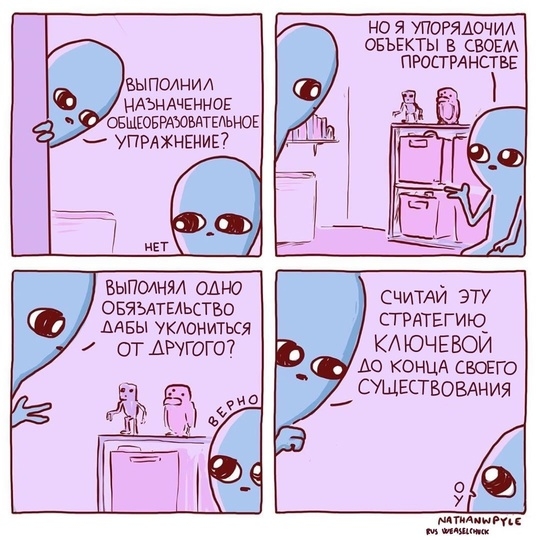 ВЫПОЛНИЛ
НАЗНАЧЕННОЕ
ОБЩЕОБРАЗОВАТЕЛЬНОЕ
УПРАЖНЕНИЕ?
НЕТ
НО Я УПОРЯДОЧИЛ
ОБЪЕКТЫ В СВОЕМ
ПРОСТРАНСТВЕ
ВЫПОЛНЯЛ ОДНО
ОБЯЗАТЕЛЬСТВО
ДАБЫ УКЛОНИТЬСЯ
ОТ ДРУГОГО?
ВЕРНО
СЧИТАЙ ЭТУ
СТРАТЕГИЮ
КЛЮЧЕВОЙ
ДО КОНЦА СВОЕГО
СУЩЕСТВОВАНИЯ
ОУ
NATHANWPYLE
RUS WEASELCHUCK